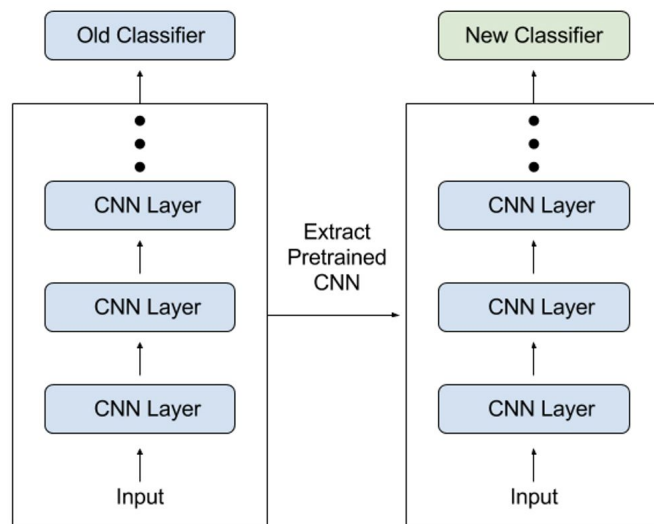 Old Classifier
CNN Layer
CNN Layer
CNN Layer
Input
Extract
Pretrained
CNN
New Classifier
CNN Layer
CNN Layer
CNN Layer
Input